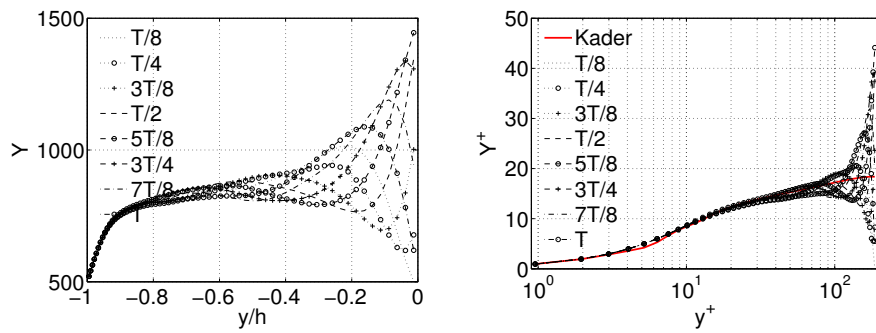 1500
1000
500
Y
T/8
T/4
3T/8
T/2
5T/8
3T/4
7T/8
T
−1
−0.8
−0.6
−0.4
−0.2
0
y/h
50
40
30
20
10
0
Y+
Kader
T/8
T/4
3T/8
T/2
5T/8
3T/4
7T/8
T
10^0
10^1
10^2
y+